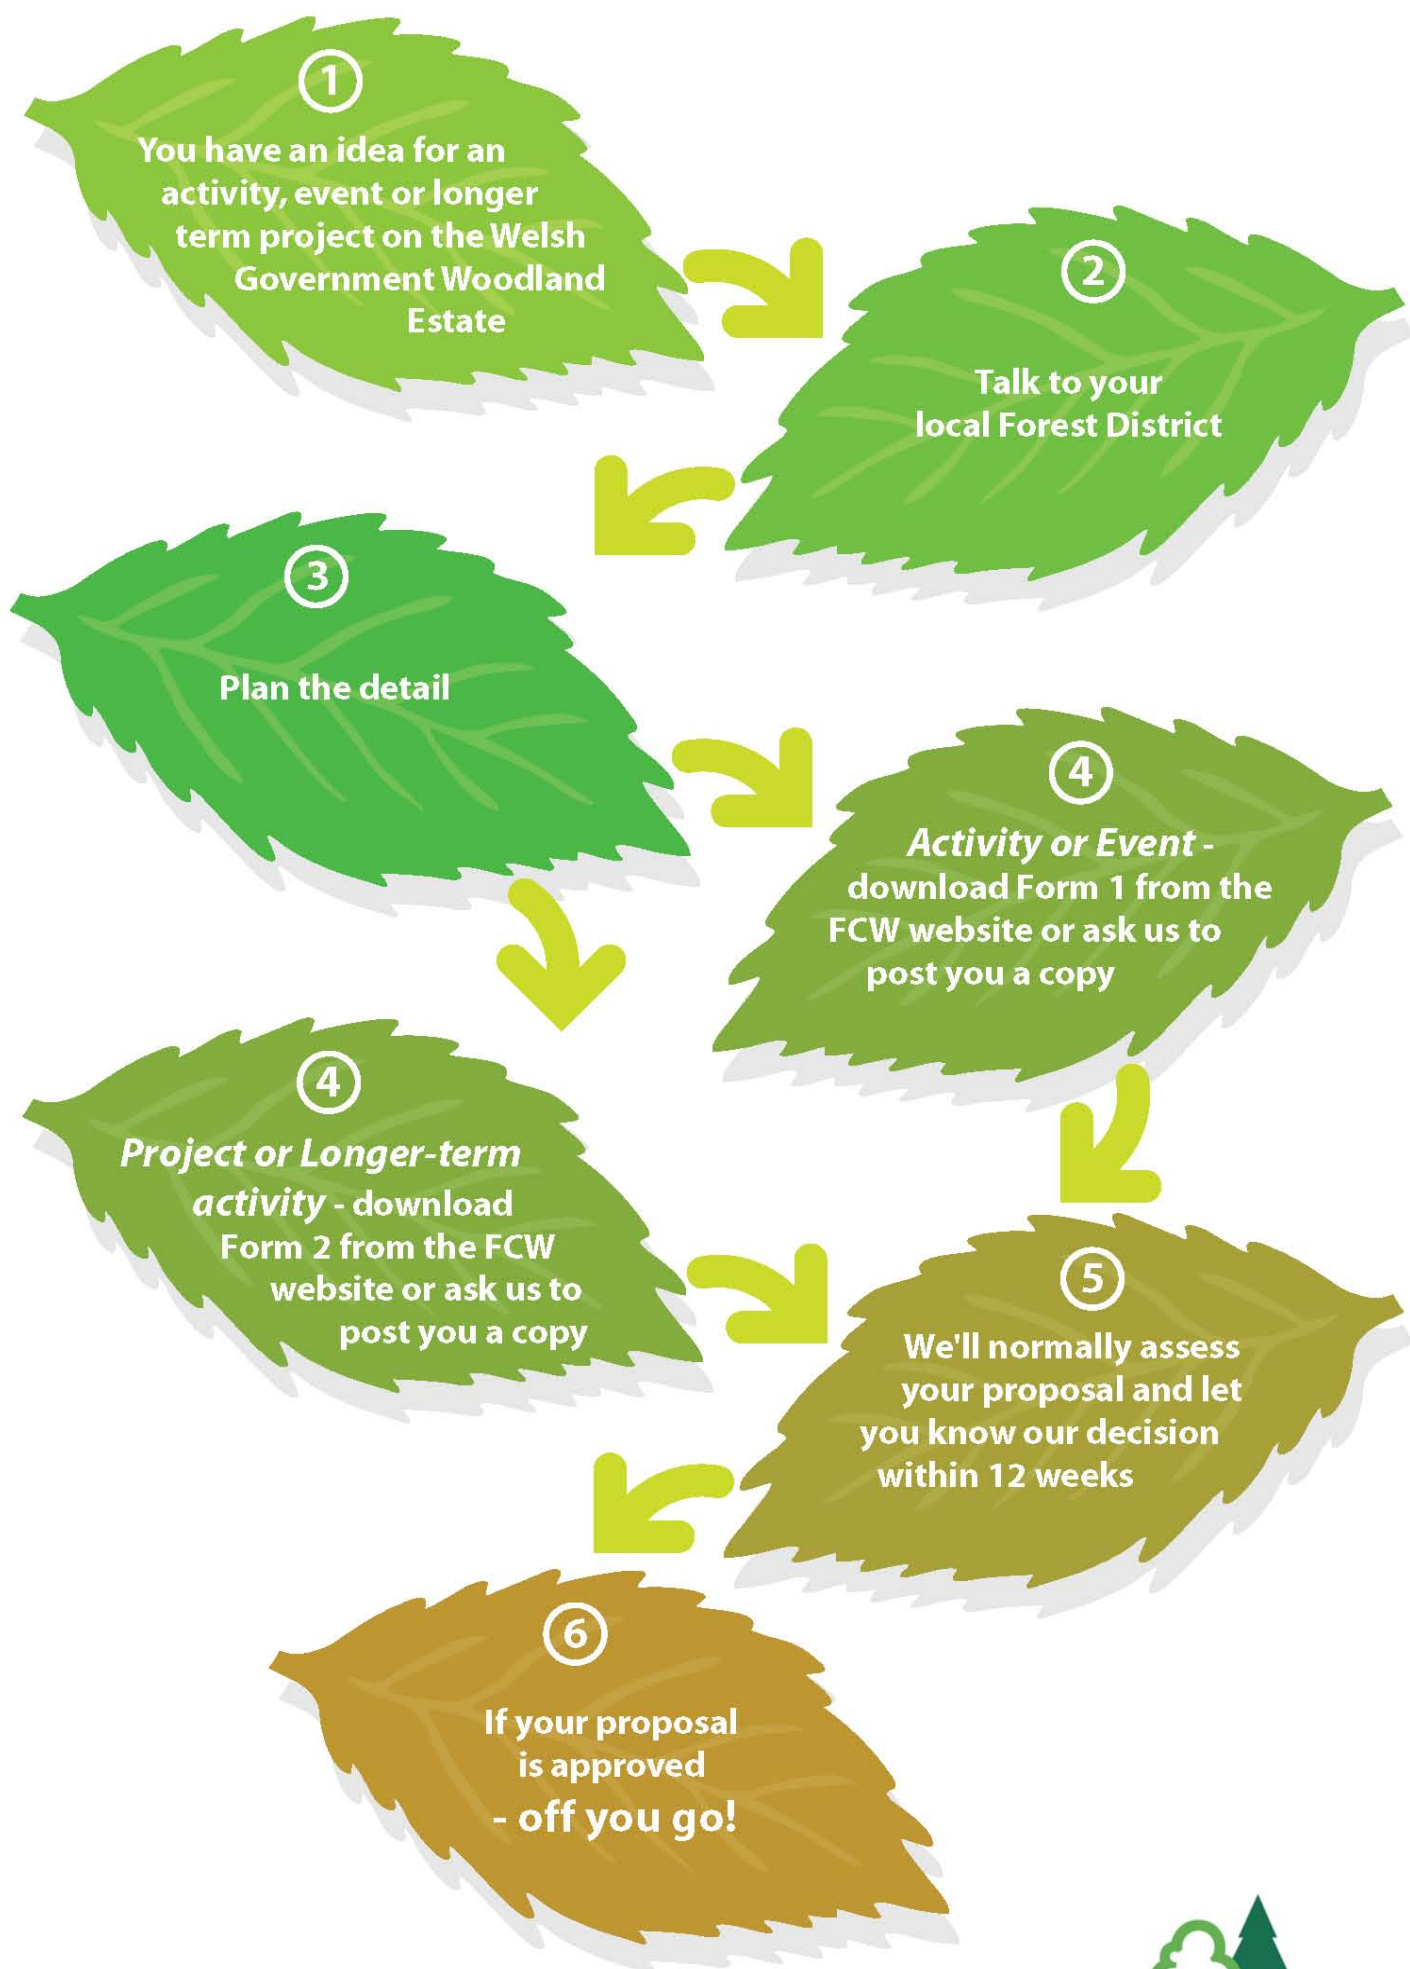 1
You have an idea for an
activity, event or longer
term project on the Welsh
Government Woodland
Estate
2
Talk to your
local Forest District
3
Plan the detail
4
Activity or Event -
download Form 1 from the
FCW website or ask us to
post you a copy
4
Project or Longer-term
activity - download
Form 2 from the FCW
website or ask us to
post you a copy
5
We'll normally assess
your proposal and let
you know our decision
within 12 weeks
6
If your proposal
is approved
- off you go!